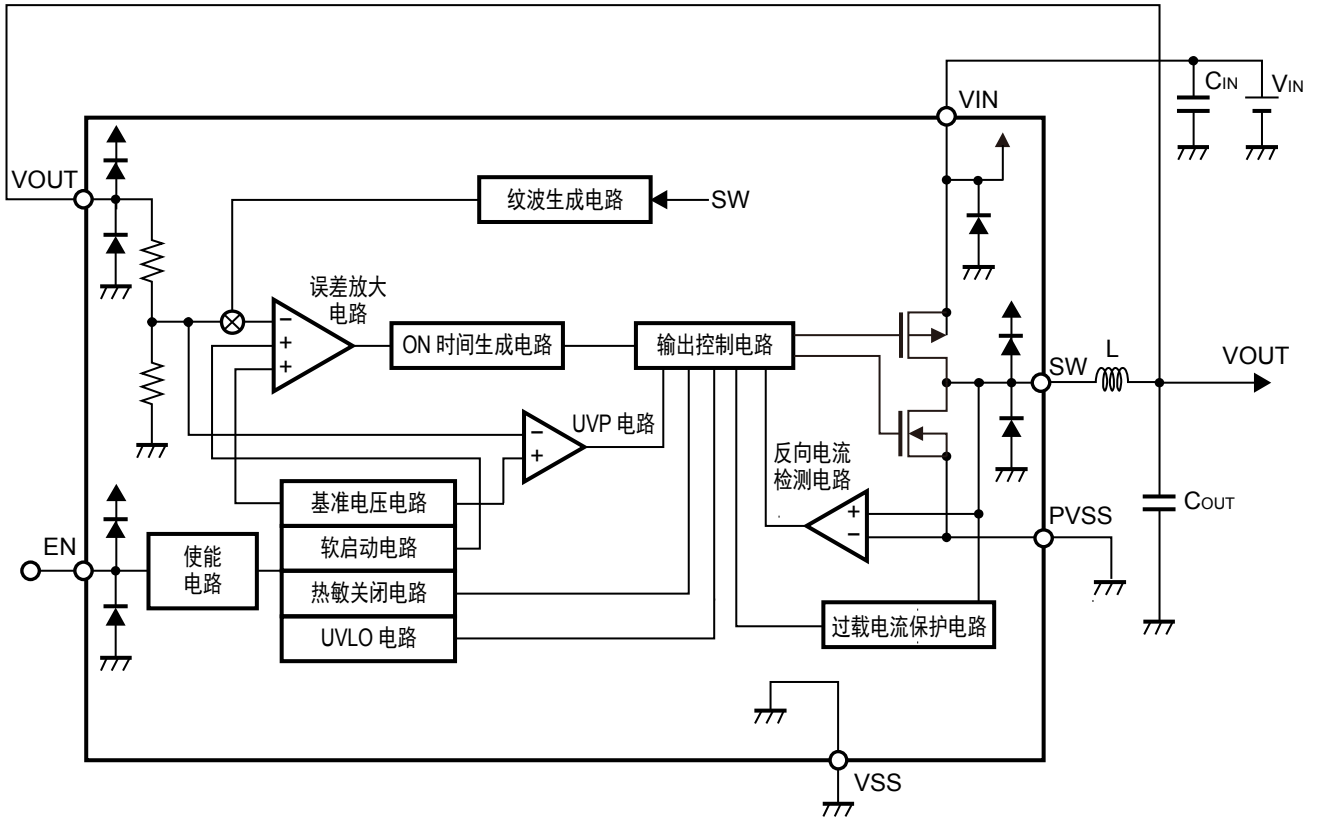 CIN
VIN
VIN
VOUT
纹波生成电路
SW
误差放大
电路
ON 时间生成电路
输出控制电路
SW
L
VOUT
UVP 电路
反向电流
检测电路
基准电压电路
软启动电路
热敏关闭电路
UVLO 电路
EN
使能
电路
PVSS
COUT
过载电流保护电路
VSS